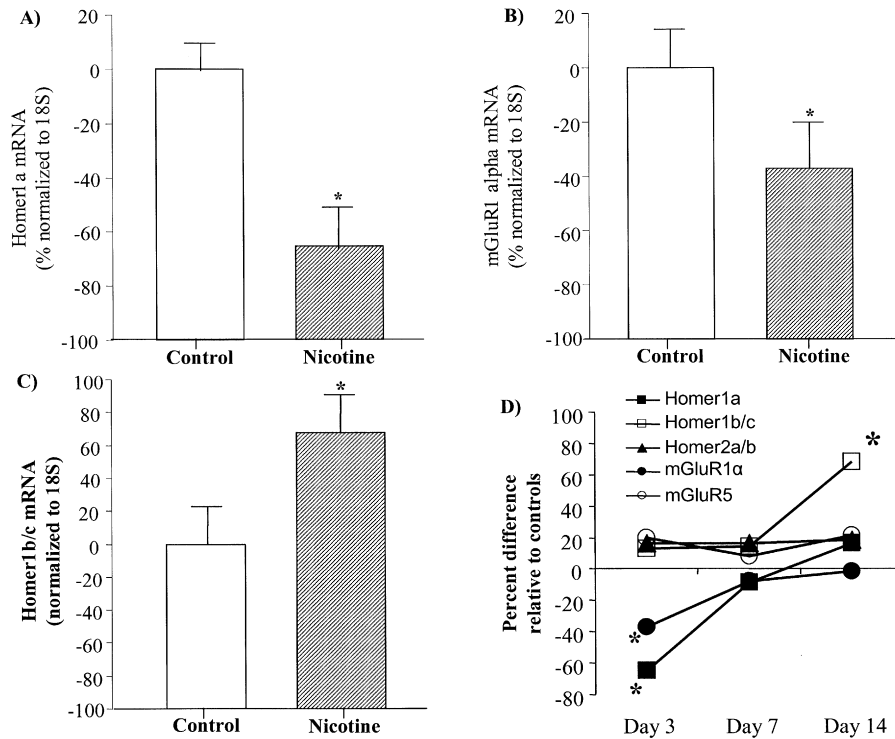 A)
20
0
-20
-40
-60
-80
-100
Homer1 a mRNA
(% normalized to 18S)
*
Control
Nicotine
B)
20
0
-20
-40
-60
-80
-100
mGluR1 alpha mRNA
(% normalized to 18S)
*
Control
Nicotine
C)
100
80
60
40
20
0
-20
-40
-60
-80
-100
Homer1b/c mRNA
(normalized to 18S)
*
Control
Nicotine
D)
Homer1a
Homer1b/c
Homer2a/b
mGluR1α
mGluR5
100
80
60
40
20
0
-20
-40
-60
-80
Percent difference
relative to controls
*
*
*
Day 3
Day 7
Day 14